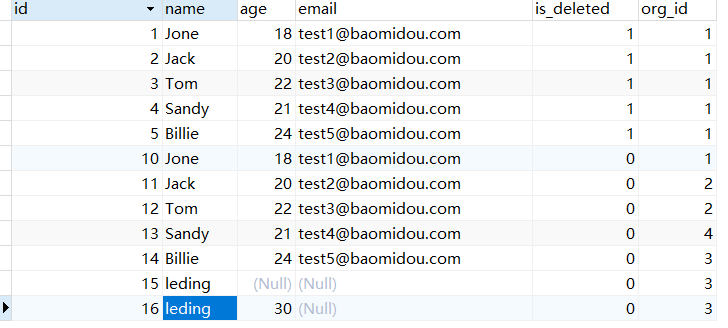 id name age email is_deleted org_id
1 Jone 18 test1@baomidou.com 1 1
2 Jack 20 test2@baomidou.com 1 1
3 Tom 22 test3@baomidou.com 1 1
4 Sandy 21 test4@baomidou.com 1 1
5 Billie 24 test5@baomidou.com 1 1
10 Jone 18 test1@baomidou.com 0 1
11 Jack 20 test2@baomidou.com 0 2
12 Tom 22 test3@baomidou.com 0 2
13 Sandy 21 test4@baomidou.com 0 4
14 Billie 24 test5@baomidou.com 0 3
15 leding (Null) (Null) 0 3
16 leding 30 (Null) 0 3